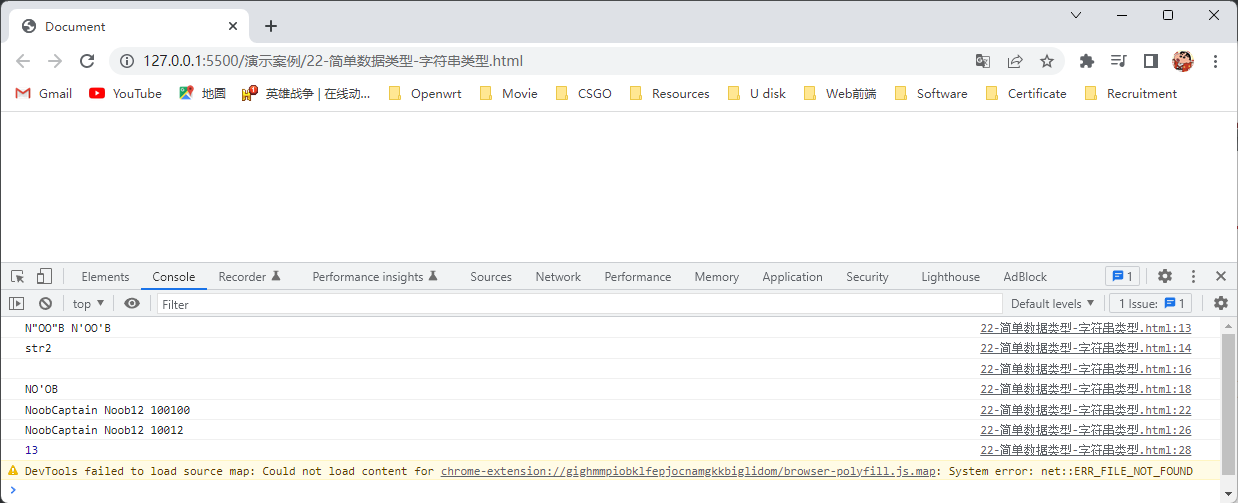 Document
127.0.0.1:5500/演示案例/22-简单数据类型-字符串类型.html
Gmail YouTube 地图 英雄战争 | 在线动... Openwrt Movie CSGO Resources U disk Web前端 Software Certificate Recruitment
Elements Console Recorder Performance insights Sources Network Performance Memory Application Security Lighthouse AdBlock 1
top Filter Default levels 1 Issue: 1
N"OO"B N'OO'B 22-简单数据类型-字符串类型.html:13
str2 22-简单数据类型-字符串类型.html:14
22-简单数据类型-字符串类型.html:16
NO'OB 22-简单数据类型-字符串类型.html:18
NoobCaptain Noob12 100100 22-简单数据类型-字符串类型.html:22
NoobCaptain Noob12 10012 22-简单数据类型-字符串类型.html:26
13 22-简单数据类型-字符串类型.html:28
DevTools failed to load source map: Could not load content for chrome-extension://gighmmpiobklfepjocnamgkkbiglidom/browser-polyfill.js.map: System error: net::ERR_FILE_NOT_FOUND